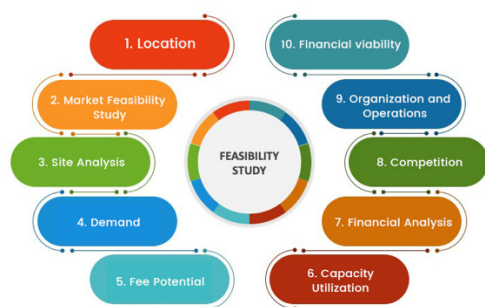 1. Location
2. Market Feasibility
Study
3. Site Analysis
4. Demand
5. Fee Potential
FEASIBILITY
STUDY
10. Financial viability
9. Organization and
Operations
8. Competition
7. Financial Analysis
6. Capacity
Utilization